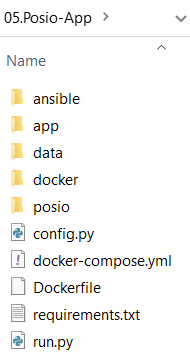 05.Posio-App
Name
ansible
app
data
docker
posio
config.py
docker-compose.yml
Dockerfile
requirements.txt
run.py